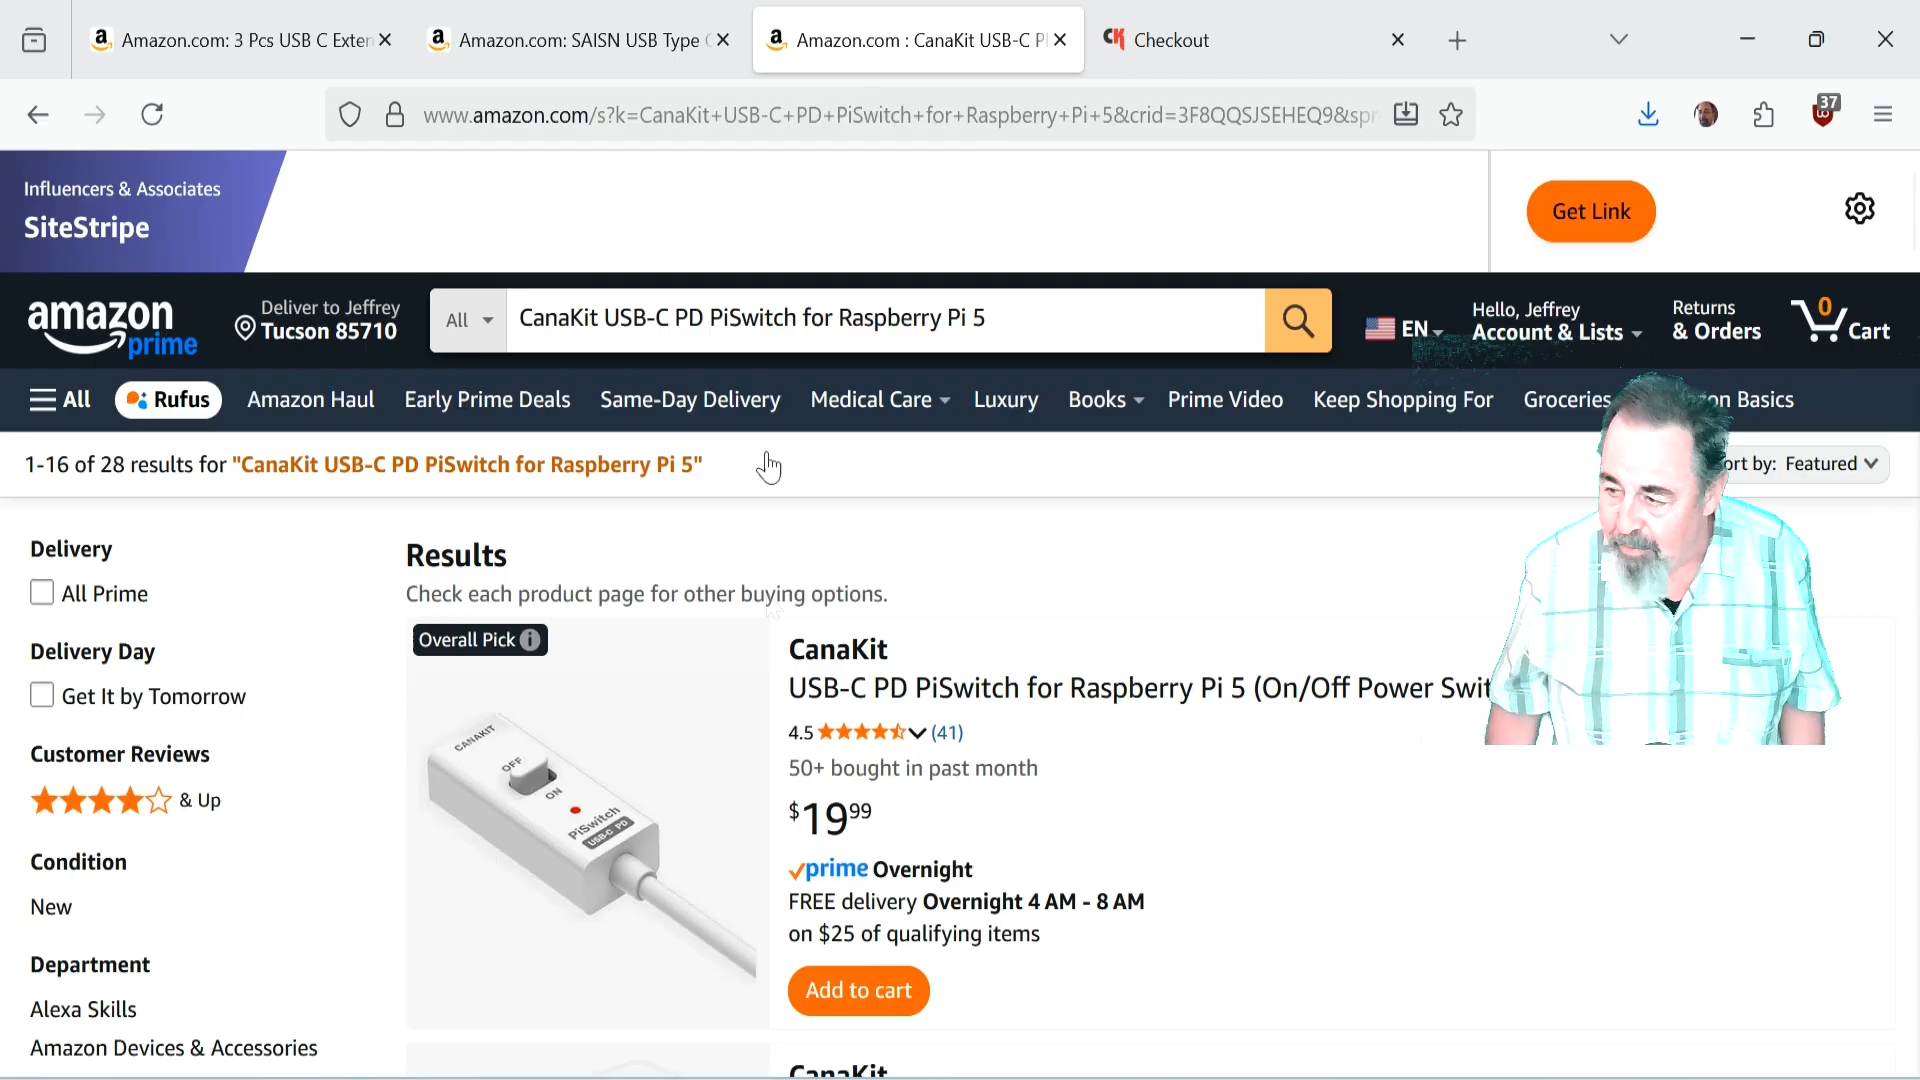 Amazon.com: 3 Pcs USB C Exten
Amazon.com: SAISN USB Type
Amazon.com : CanaKit USB-C P
Checkout
www.amazon.com/s?k=CanaKit+USB-C+PD+PiSwitch+for+Raspberry+Pi+5&crid=3F8QQSJSEHEQ9&spr
37
Influencers & Associates
SiteStripe
Get Link
amazon
prime
Deliver to Jeffrey
Tucson 85710
All
CanaKit USB-C PD PiSwitch for Raspberry Pi 5
EN
Hello, Jeffrey
Account & Lists
Returns
& Orders
0
Cart
All
Rufus
Amazon Haul
Early Prime Deals
Same-Day Delivery
Medical Care
Luxury
Books
Prime Video
Keep Shopping For
Groceries
on Basics
1-16 of 28 results for "CanaKit USB-C PD PiSwitch for Raspberry Pi 5"
ort by: Featured
Delivery
All Prime
Delivery Day
Get It by Tomorrow
Customer Reviews
& Up
Condition
New
Department
Alexa Skills
Amazon Devices & Accessories
Results
Check each product page for other buying options.
Overall Pick
CANAKIT
OFF
ON
PiSwitch
USB-C PD
CanaKit
USB-C PD PiSwitch for Raspberry Pi 5 (On/Off Power Swit
4.5 (41)
50+ bought in past month
$19.99
prime Overnight
FREE delivery Overnight 4 AM - 8 AM
on $25 of qualifying items
Add to cart
CanaKit